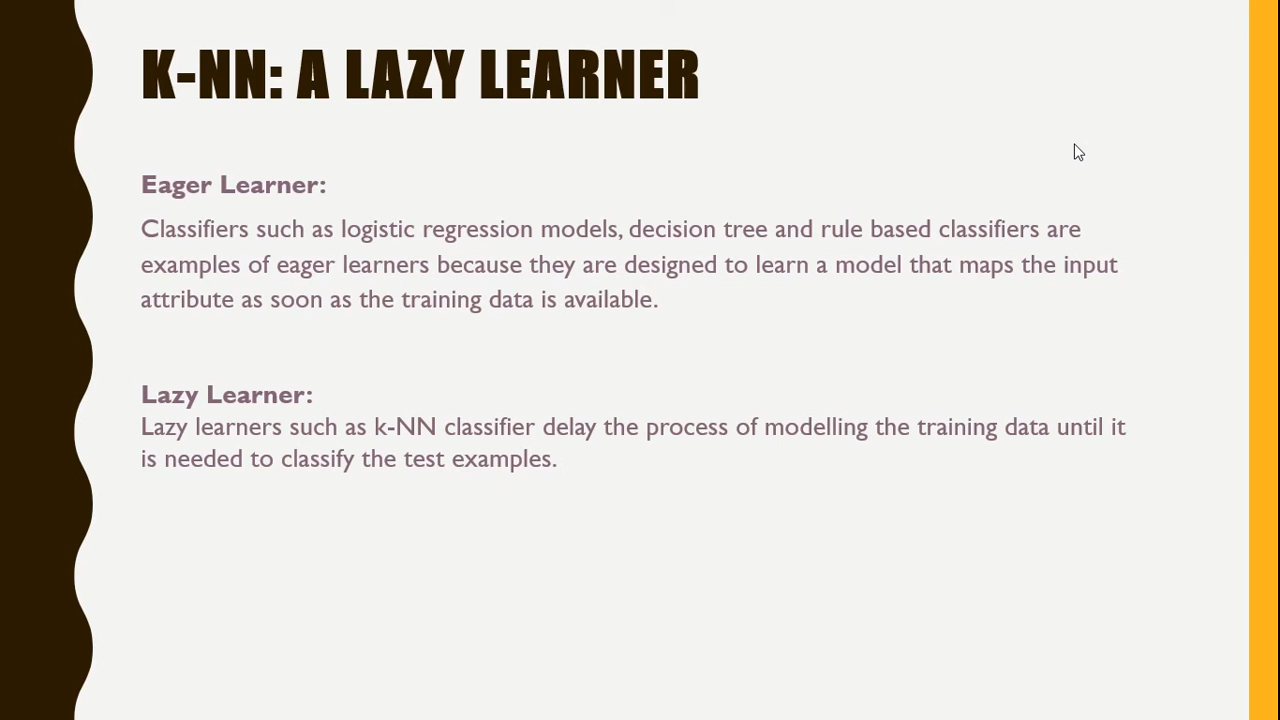 K-NN: A LAZY LEARNER
Eager Learner:
Classifiers such as logistic regression models, decision tree and rule based classifiers are
examples of eager learners because they are designed to learn a model that maps the input
attribute as soon as the training data is available.
Lazy Learner:
Lazy learners such as k-NN classifier delay the process of modelling the training data until it
is needed to classify the test examples.